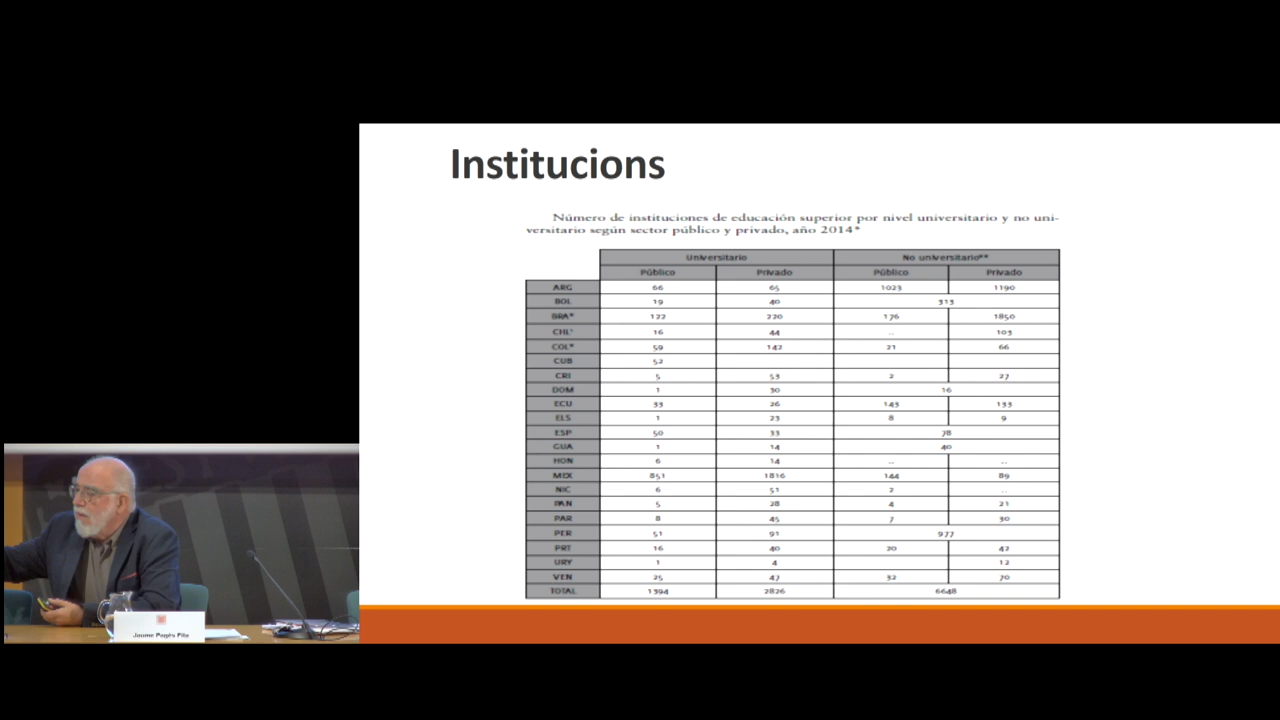 Institucions
Número de instituciones de educación superior por nivel universitario y no uni-
versitario según sector público y privado, año 2014*
Universitario No universitario**
Público Privado Público Privado
ARG 66 65 1023 1190
BOL 19 40 313
BRA* 122 220 176 1850
CHL 16 44 .. 103
COL* 59 142 21 66
CUB 52
CRI 5 53 2 27
DOM 1 30 16
ECU 33 26 143 133
ELS 1 23 8 9
ESP 50 33 78
GUA 1 14 40
HON 6 14 .. ..
MEX 851 1816 144 89
NIC 6 51 2 ..
PAN 5 28 4 21
PAR 8 45 7 30
PER 51 91 977
PRT 16 40 20 42
URY 1 4 12
VEN 25 47 32 70
TOTAL 1394 2826 6648
Jaume Pagès Fita